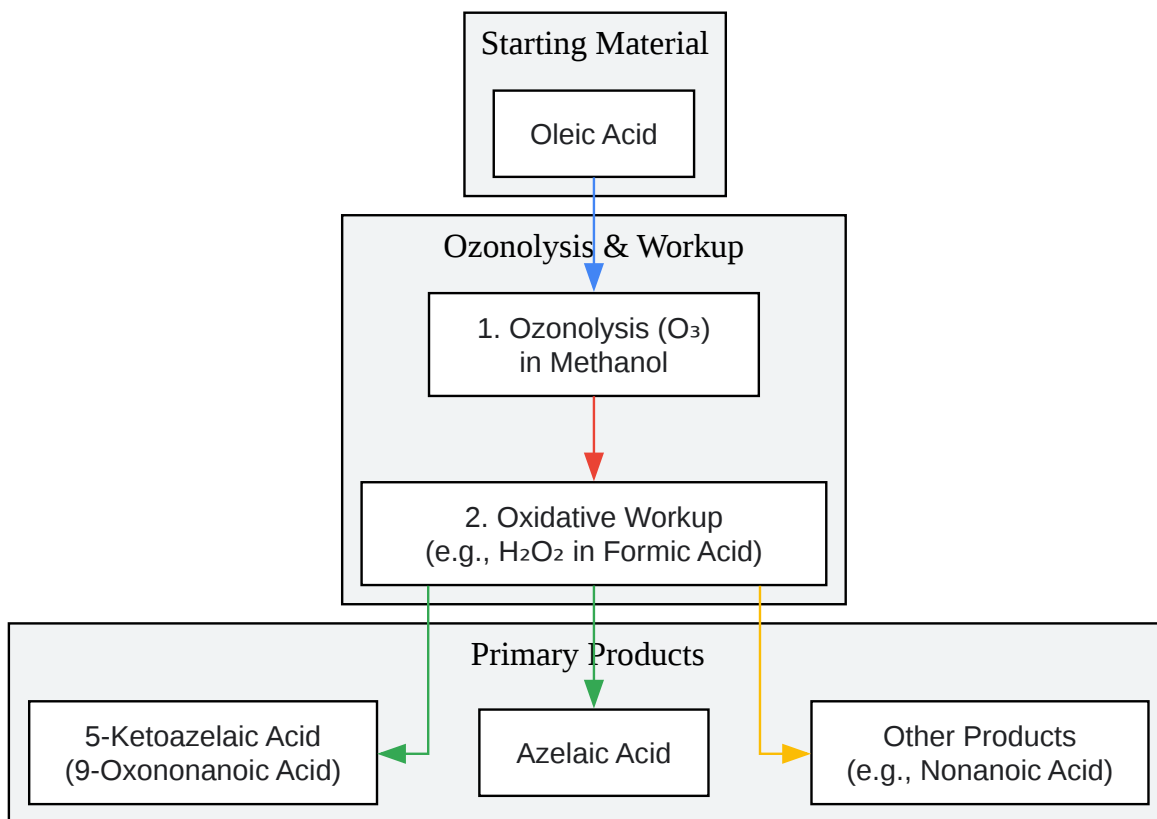 Starting Material
Oleic Acid
Ozonolysis & Workup
1. Ozonolysis (O₃)
in Methanol
2. Oxidative Workup
(e.g., H₂O₂ in Formic Acid)
Primary Products
5-Ketoazelaic Acid
(9-Oxononanoic Acid)
Azelaic Acid
Other Products
(e.g., Nonanoic Acid)